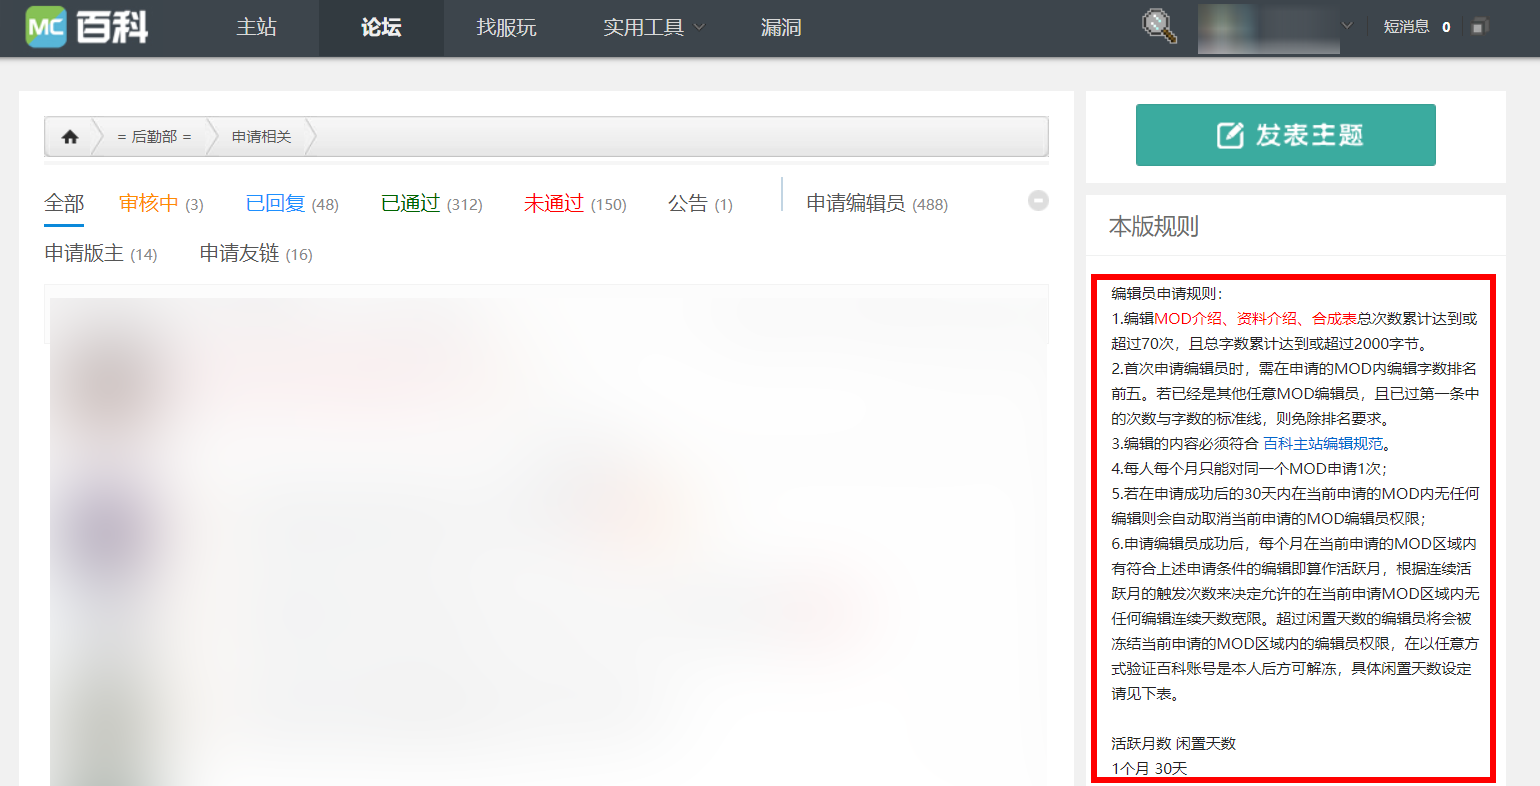 MC 百科
主站
论坛
找服玩
实用工具
漏洞
短消息 0
= 后勤部 =
申请相关
全部
审核中 (3)
已回复 (48)
已通过 (312)
未通过 (150)
公告 (1)
申请编辑员 (488)
申请版主 (14)
申请友链 (16)
发表主题
本版规则
编辑员申请规则：
1.编辑MOD介绍、资料介绍、合成表总次数累计达到或
超过70次，且总字数累计达到或超过2000字节。
2.首次申请编辑员时，需在申请的MOD内编辑字数排名
前五。若已经是其他任意MOD编辑员，且已过第一条中
的次数与字数的标准线，则免除排名要求。
3.编辑的内容必须符合 百科主站编辑规范。
4.每人每个月只能对同一个MOD申请1次；
5.若在申请成功后的30天内在当前申请的MOD内无任何
编辑则会自动取消当前申请的MOD编辑员权限；
6.申请编辑员成功后，每个月在当前申请的MOD区域内
有符合上述申请条件的编辑即算作活跃月，根据连续活
跃月的触发次数来决定允许的在当前申请MOD区域内无
任何编辑连续天数宽限。超过闲置天数的编辑员将会被
冻结当前申请的MOD区域内的编辑员权限，在以任意方
式验证百科账号是本人后方可解冻，具体闲置天数设定
请见下表。
活跃月数 闲置天数
1个月 30天